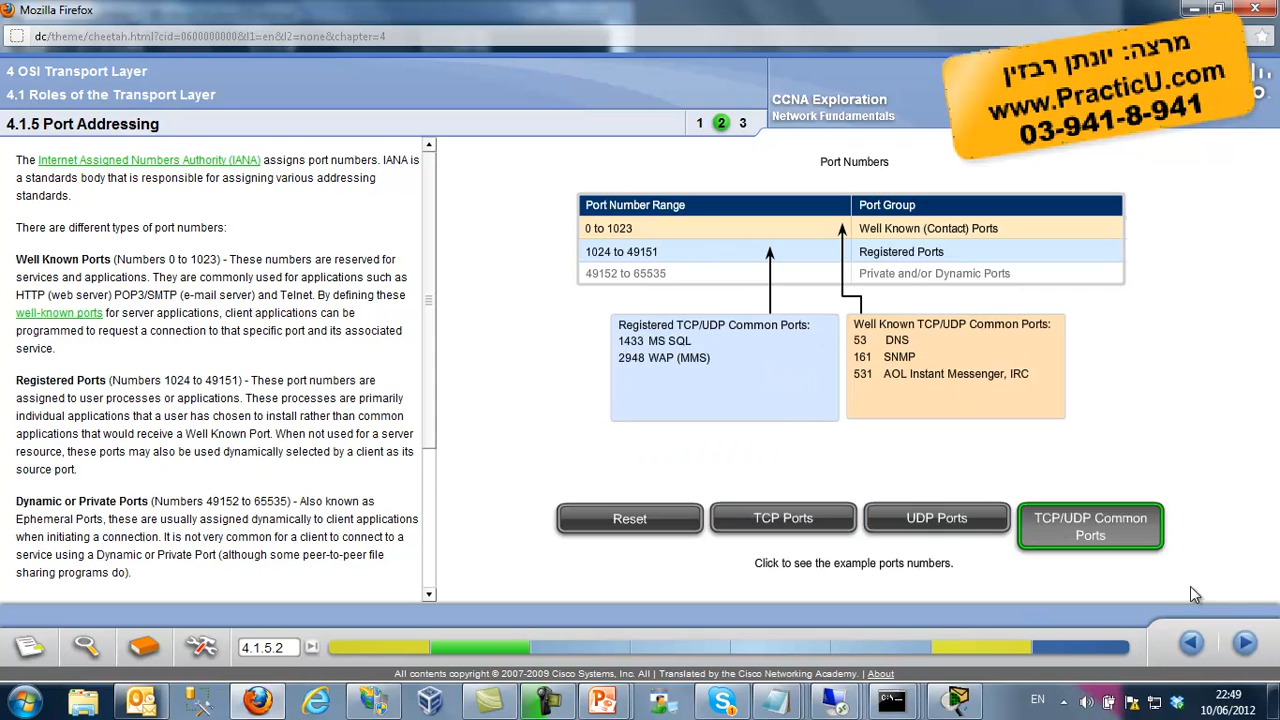 Mozilla Firefox
dc/theme/cheetah.html?cid=0600000000&l1=en&l2=none&chapter=4
מרצה: יונתן רבזין
www.PracticU.com
03-941-8-941
4 OSI Transport Layer
4.1 Roles of the Transport Layer
4.1.5 Port Addressing
1 2 3
CCNA Exploration
Network Fundamentals
The Internet Assigned Numbers Authority (IANA) assigns port numbers. IANA is
a standards body that is responsible for assigning various addressing
standards.
There are different types of port numbers:
Well Known Ports (Numbers 0 to 1023) - These numbers are reserved for
services and applications. They are commonly used for applications such as
HTTP (web server) POP3/SMTP (e-mail server) and Telnet. By defining these
well-known ports for server applications, client applications can be
programmed to request a connection to that specific port and its associated
service.
Registered Ports (Numbers 1024 to 49151) - These port numbers are
assigned to user processes or applications. These processes are primarily
individual applications that a user has chosen to install rather than common
applications that would receive a Well Known Port. When not used for a server
resource, these ports may also be used dynamically selected by a client as its
source port.
Dynamic or Private Ports (Numbers 49152 to 65535) - Also known as
Ephemeral Ports, these are usually assigned dynamically to client applications
when initiating a connection. It is not very common for a client to connect to a
service using a Dynamic or Private Port (although some peer-to-peer file
sharing programs do).
Port Numbers
Port Number Range Port Group
0 to 1023 Well Known (Contact) Ports
1024 to 49151 Registered Ports
49152 to 65535 Private and/or Dynamic Ports
Registered TCP/UDP Common Ports:
1433 MS SQL
2948 WAP (MMS)
Well Known TCP/UDP Common Ports:
53 DNS
161 SNMP
531 AOL Instant Messenger, IRC
Reset
TCP Ports
UDP Ports
TCP/UDP Common
Ports
Click to see the example ports numbers.
4.1.5.2
All contents copyright © 2007-2009 Cisco Systems, Inc. All | Translated by the Cisco Networking Academy. | About
EN
22:49
10/06/2012